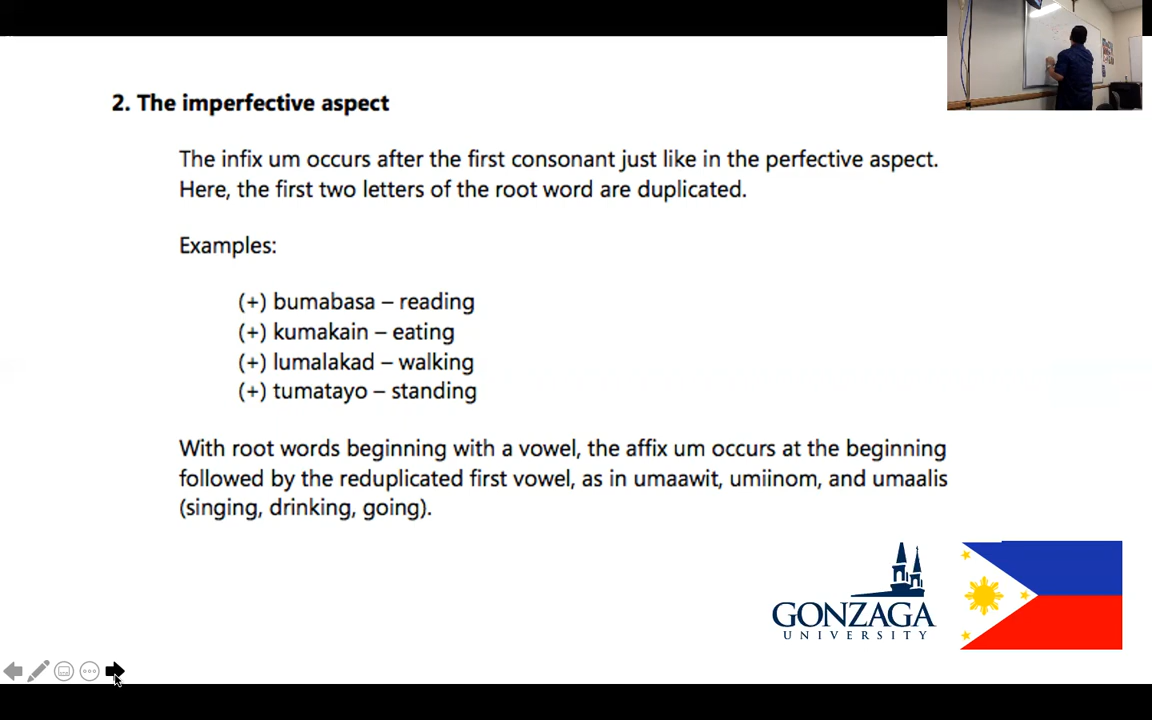 2. The imperfective aspect
The infix um occurs after the first consonant just like in the perfective aspect.
Here, the first two letters of the root word are duplicated.
Examples:
(+) bumabasa – reading
(+) kumakain – eating
(+) lumalakad – walking
(+) tumatayo – standing
With root words beginning with a vowel, the affix um occurs at the beginning
followed by the reduplicated first vowel, as in umaawit, umiinom, and umaalis
(singing, drinking, going).
GONZAGA
UNIVERSITY